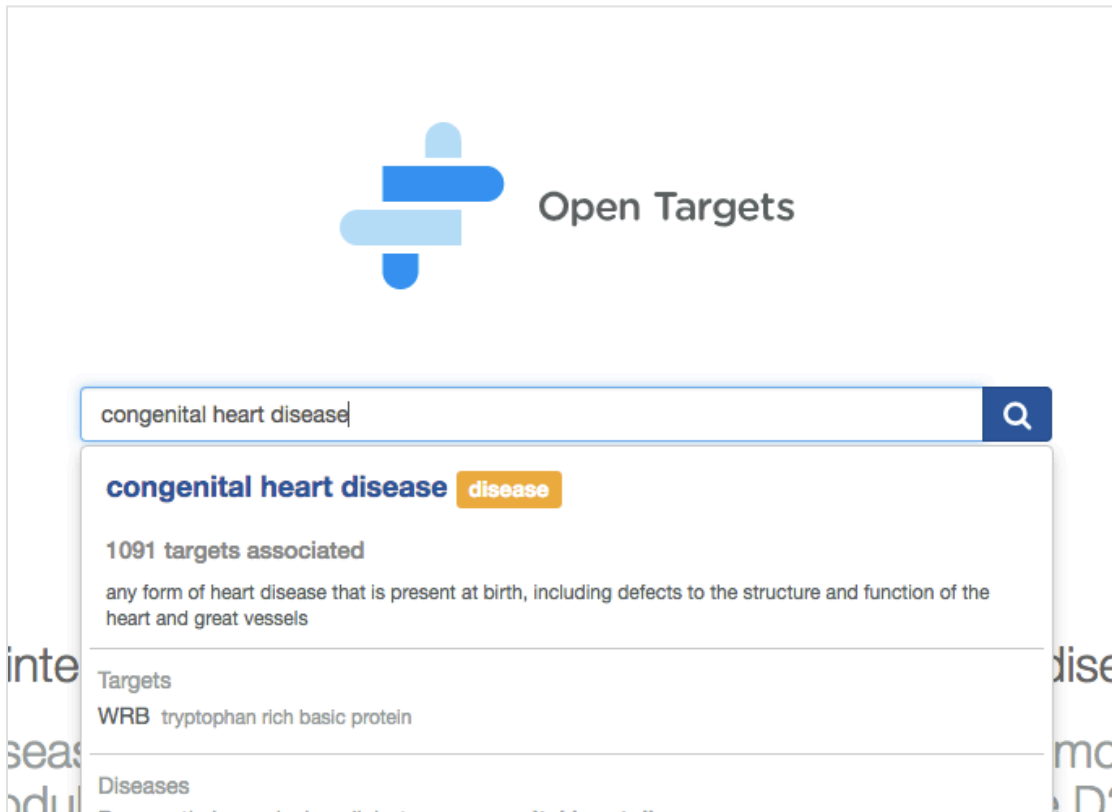 Open Targets
congenital heart disease
congenital heart disease disease
1091 targets associated
any form of heart disease that is present at birth, including defects to the structure and function of the
heart and great vessels
Targets
WRB tryptophan rich basic protein
Diseases